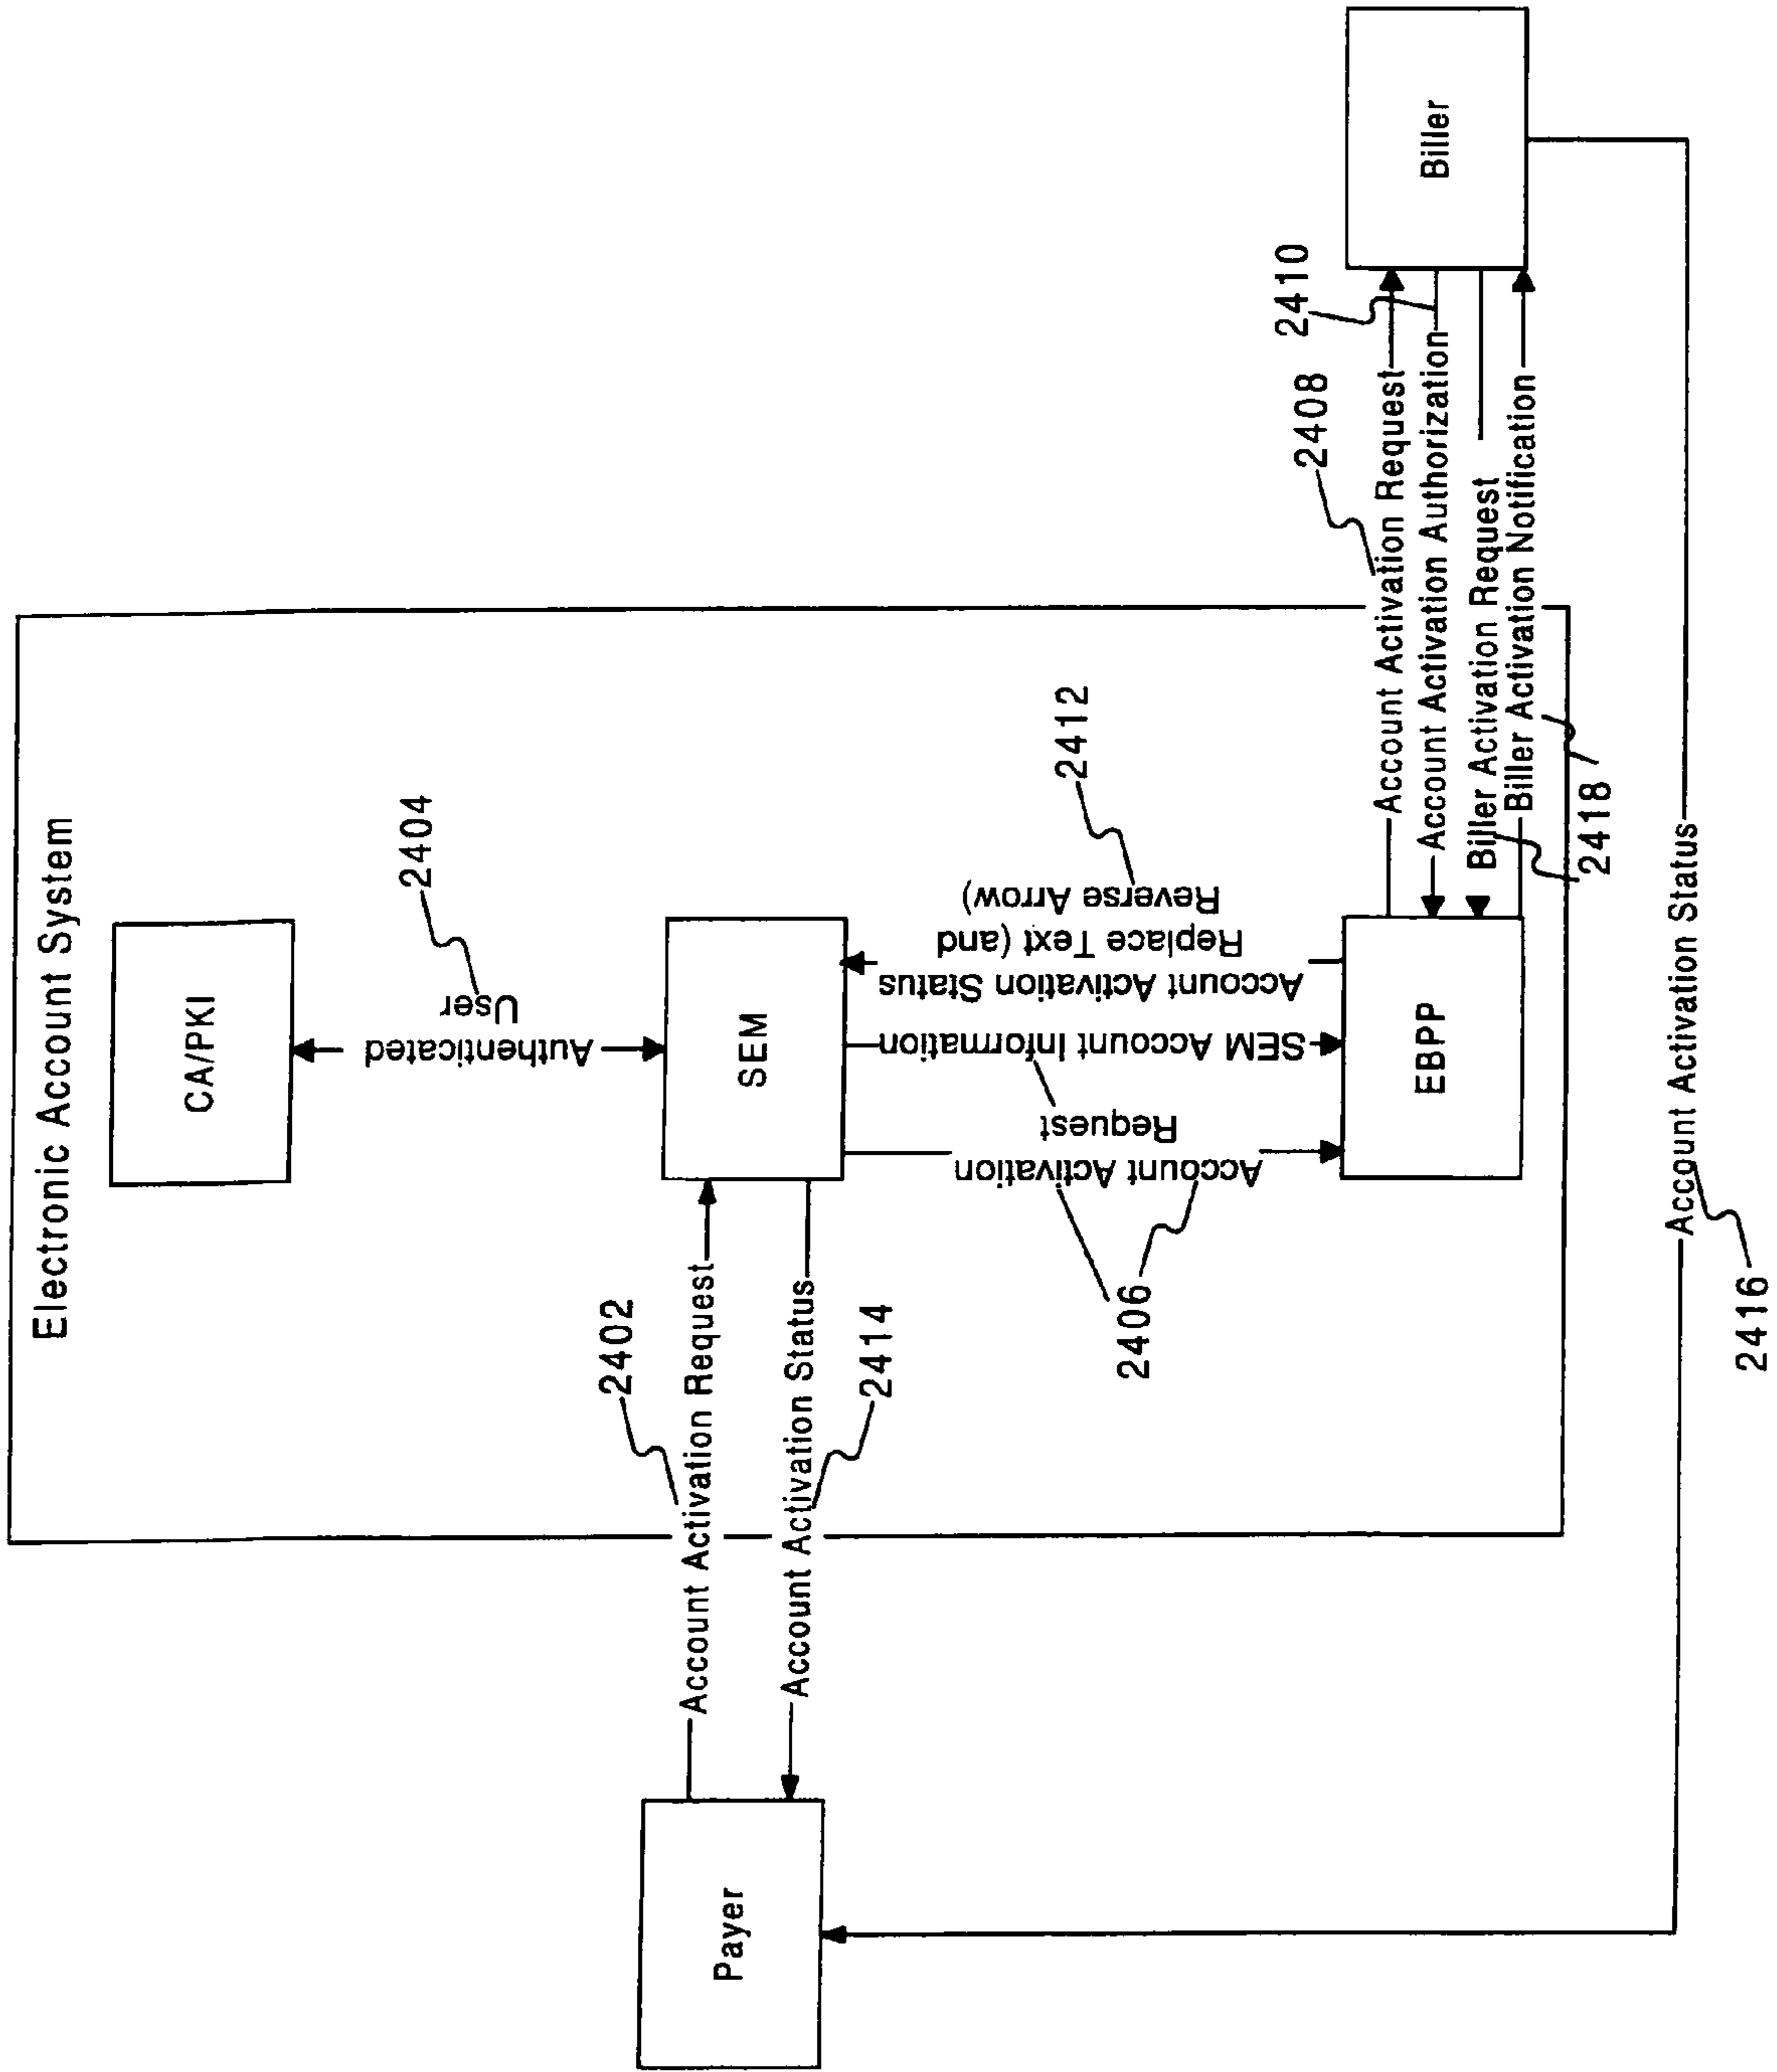 Electronic Account System
CA/PKI
2404
Authenticated
User
2402
Account Activation Request
Payer
SEM
Account Activation Status
2414
2406
Account Activation
Request
SEM Account Information
Account Activation Status
Replace Text (and
Reverse Arrow)
2412
EBPP
2408
2410
Account Activation Request
Account Activation Authorization
Biller Activation Request
Biller Activation Notification
2418
Biller
Account Activation Status
2416